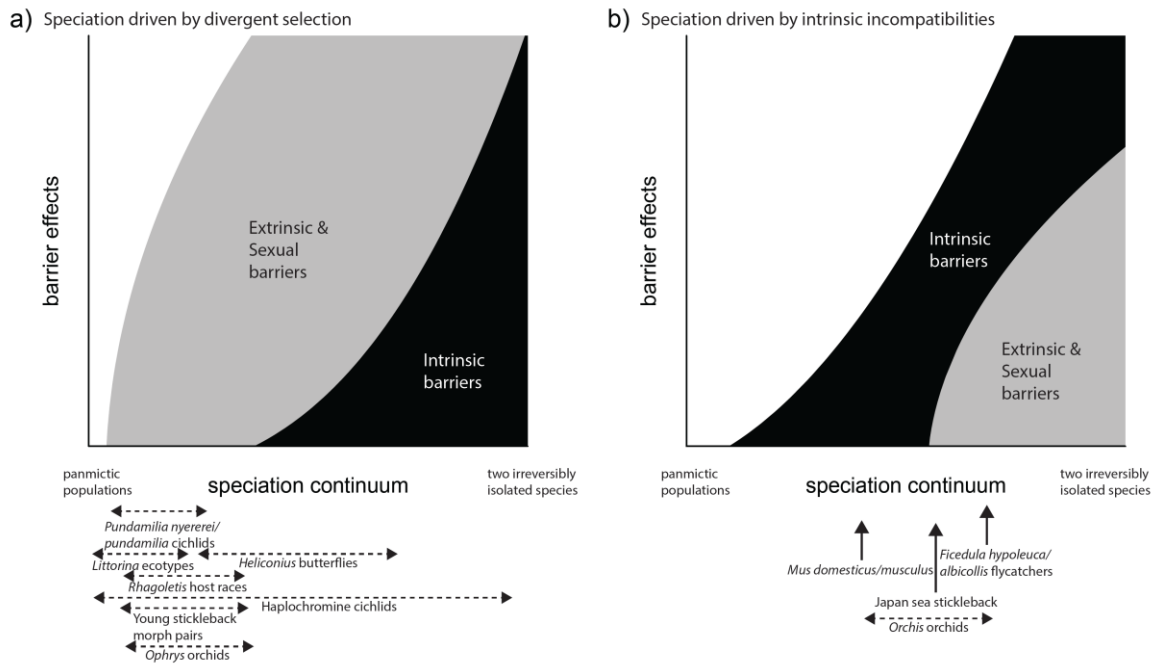 a) Speciation driven by divergent selection
barrier effects
Extrinsic &
Sexual
barriers
Intrinsic
barriers
panmictic
populations
speciation continuum
two irreversibly
isolated species
Pundamilia nyererei/
pundamilia cichlids
Littorina ecotypes
Heliconius butterflies
Rhagoletis host races
Haplochromine cichlids
Young stickleback
morph pairs
Ophrys orchids
b) Speciation driven by intrinsic incompatibilities
barrier effects
Intrinsic
barriers
Extrinsic &
Sexual
barriers
panmictic
populations
speciation continuum
two irreversibly
isolated species
Mus domesticus/musculus
Ficedula hypoleuca/
albicollis flycatchers
Japan sea stickleback
Orchis orchids